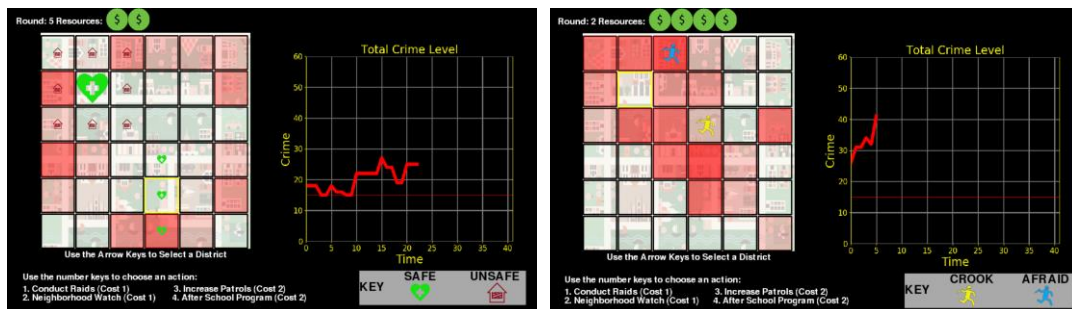 Round: 5 Resources: $ $
Total Crime Level
60
50
40
30
20
10
0
Crime
0 5 10 15 20 25 30 35 40
Time
Use the Arrow Keys to Select a District
Use the number keys to choose an action:
1. Conduct Raids (Cost 1) 3. Increase Patrols (Cost 2)
2. Neighborhood Watch (Cost 1) 4. After School Program (Cost 2)
KEY SAFE UNSAFE
Round: 2 Resources: $ $ $ $
Total Crime Level
60
50
40
30
20
10
0
Crime
0 5 10 15 20 25 30 35 40
Time
Use the Arrow Keys to Select a District
Use the number keys to choose an action:
1. Conduct Raids (Cost 1) 3. Increase Patrols (Cost 2)
2. Neighborhood Watch (Cost 1) 4. After School Program (Cost 2)
KEY CROOK AFRAID